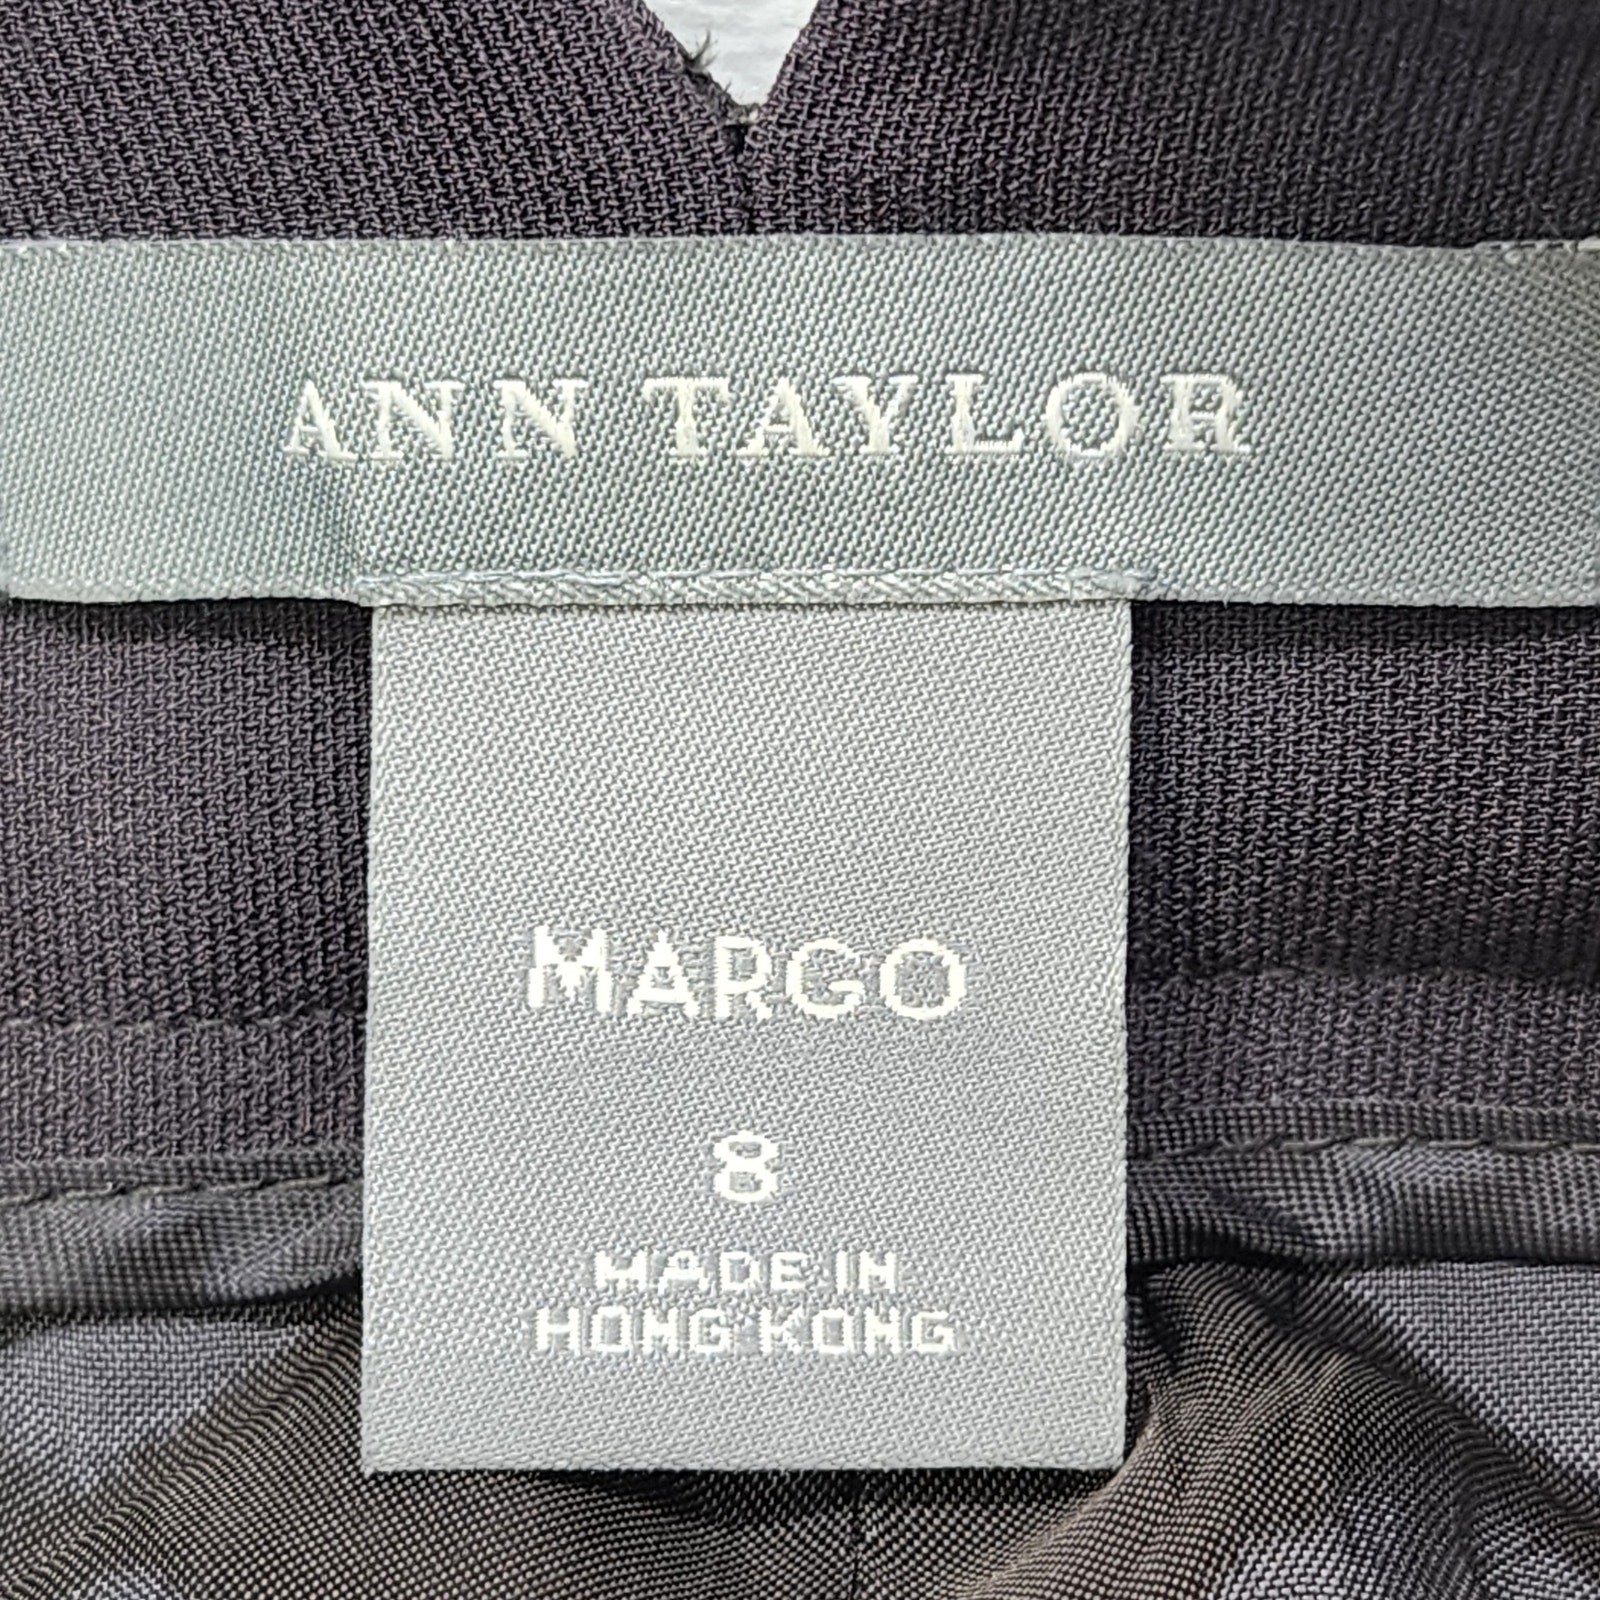 ANN TAYLOR
MARGO
8
MADE IN
HONG KONG